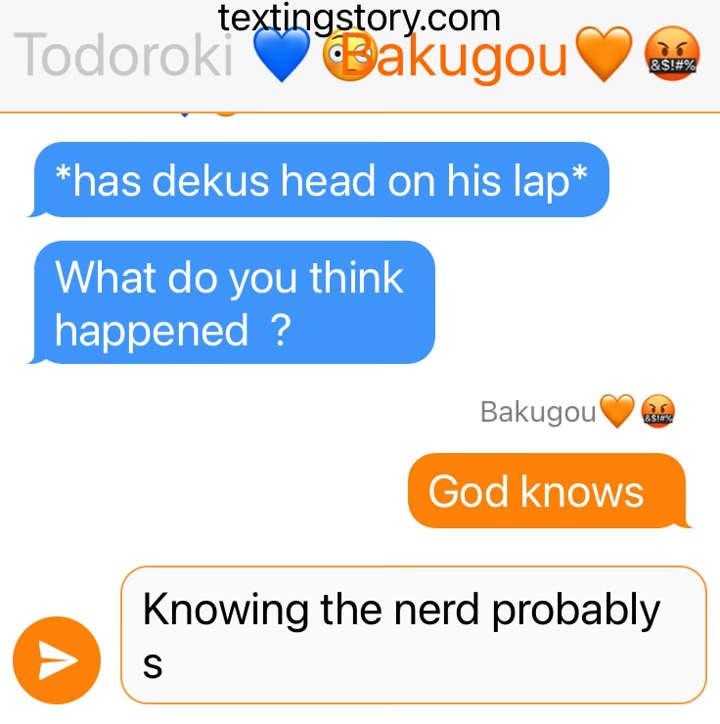 textingstory.com
Todoroki 💙 😳 Bakugou🧡 🤬
*has dekus head on his lap*
What do you think
happened ?
Bakugou🧡 🤬
God knows
Knowing the nerd probably
s